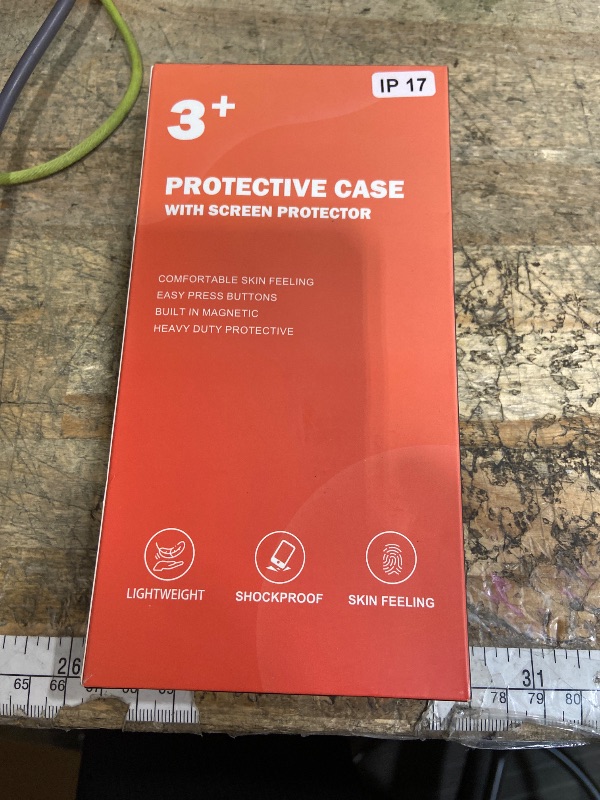 IP 17
3+
PROTECTIVE CASE
WITH SCREEN PROTECTOR
COMFORTABLE SKIN FEELING
EASY PRESS BUTTONS
BUILT IN MAGNETIC
HEAVY DUTY PROTECTIVE
LIGHTWEIGHT SHOCKPROOF SKIN FEELING
26 31
65 66 78 79 80